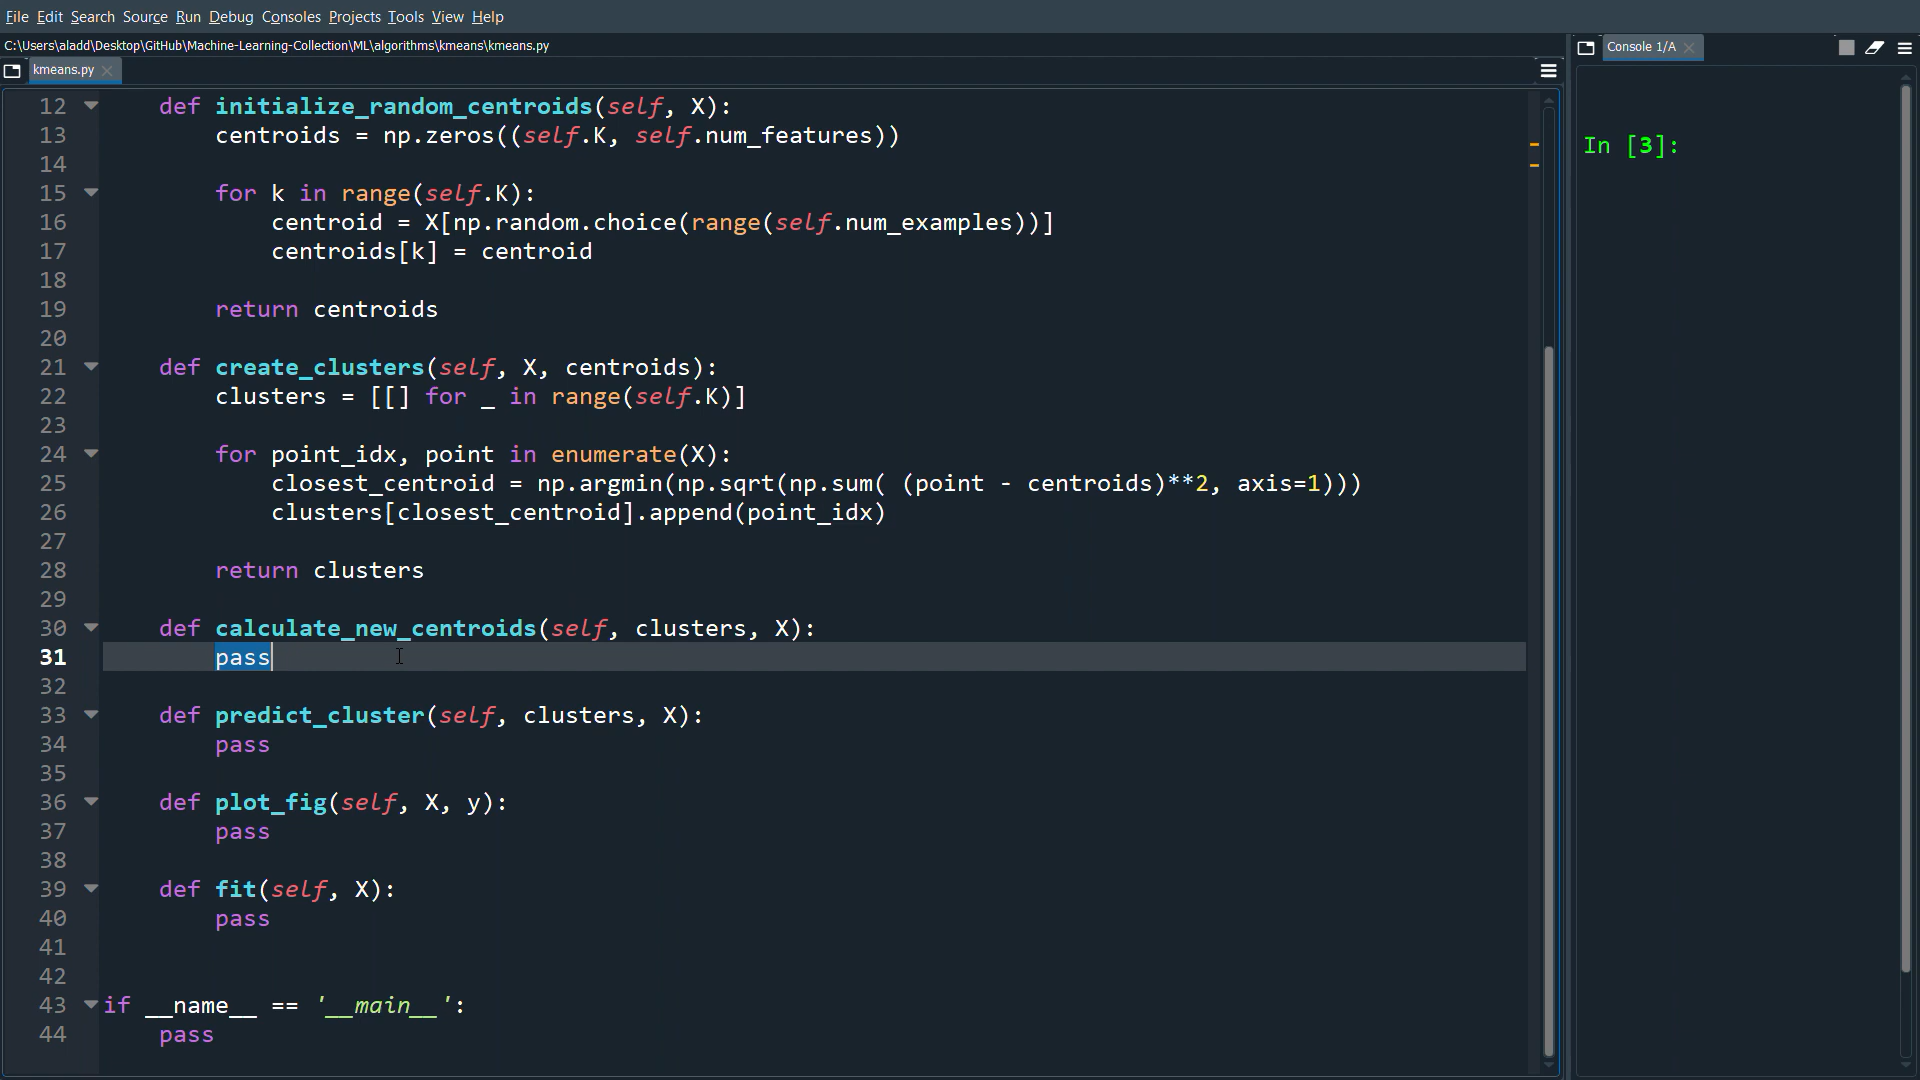 File Edit Search Source Run Debug Consoles Projects Tools View Help
C:\Users\aladd\Desktop\GitHub\Machine-Learning-Collection\ML\algorithms\kmeans\kmeans.py
kmeans.py
12 def initialize_random_centroids(self, X):
13 centroids = np.zeros((self.K, self.num_features))
14
15 for k in range(self.K):
16 centroid = X[np.random.choice(range(self.num_examples))]
17 centroids[k] = centroid
18
19 return centroids
20
21 def create_clusters(self, X, centroids):
22 clusters = [[] for _ in range(self.K)]
23
24 for point_idx, point in enumerate(X):
25 closest_centroid = np.argmin(np.sqrt(np.sum( (point - centroids)**2, axis=1)))
26 clusters[closest_centroid].append(point_idx)
27
28 return clusters
29
30 def calculate_new_centroids(self, clusters, X):
31 pass
32
33 def predict_cluster(self, clusters, X):
34 pass
35
36 def plot_fig(self, X, y):
37 pass
38
39 def fit(self, X):
40 pass
41
42
43 if __name__ == '__main__':
44 pass
Console 1/A
In [3]: